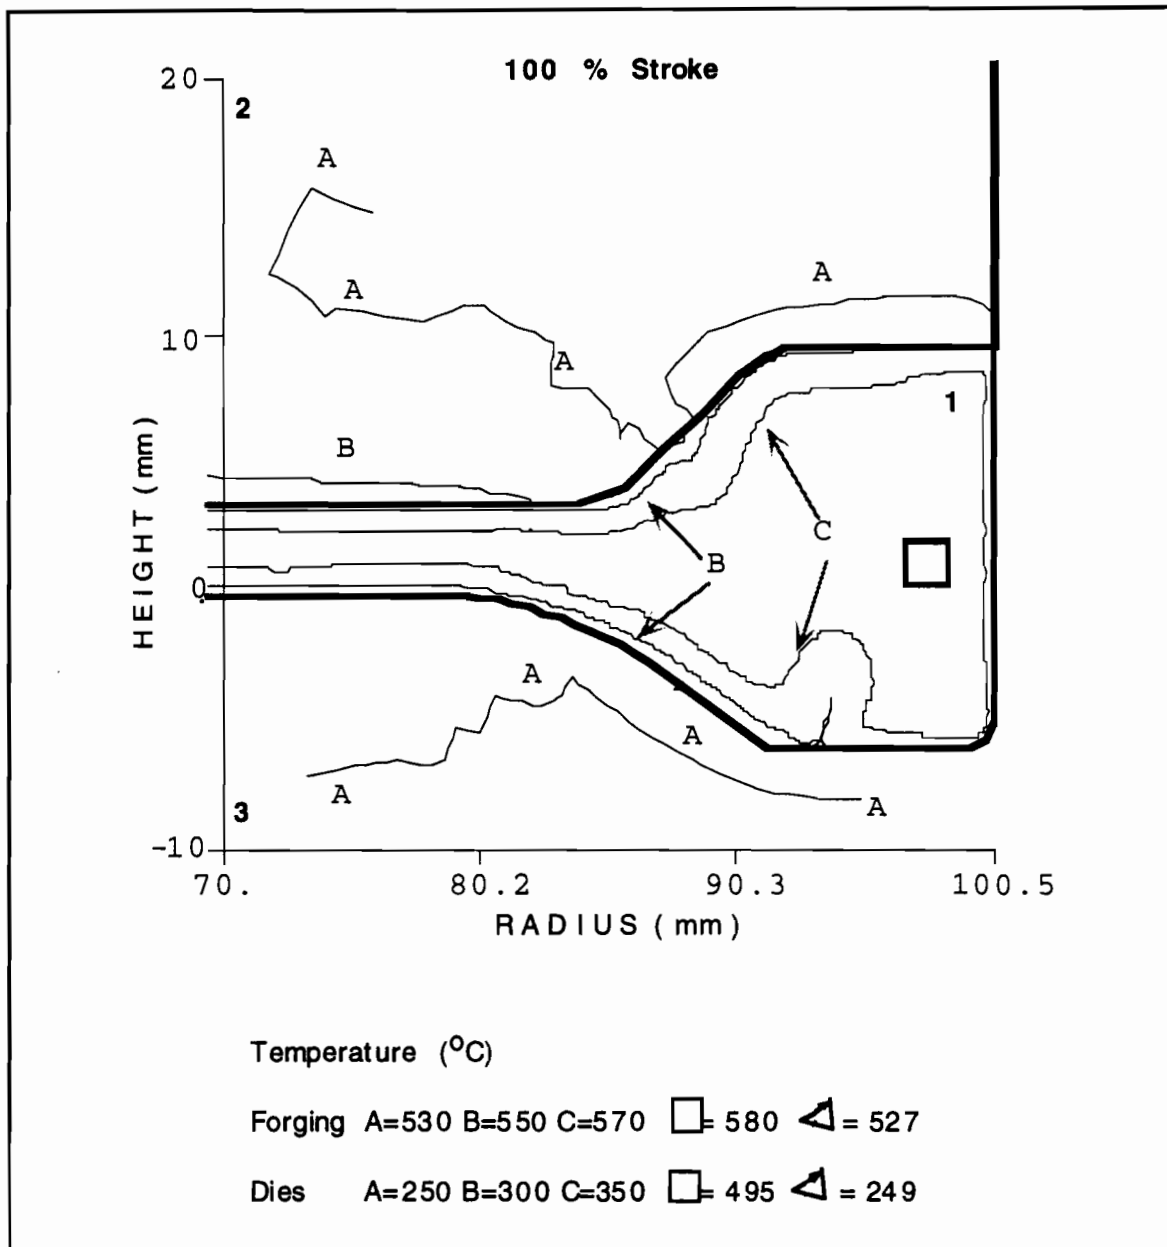 100 % Stroke
20
2
A
A
A
A
10
1
HEIGHT (mm)
B
C
B
0
A
A
A
A
3
-10
70. 80.2 90.3 100.5
RADIUS (mm)
Temperature (°C)
Forging A=530 B=550 C=570 = 580 = 527
Dies A=250 B=300 C=350 = 495 = 249